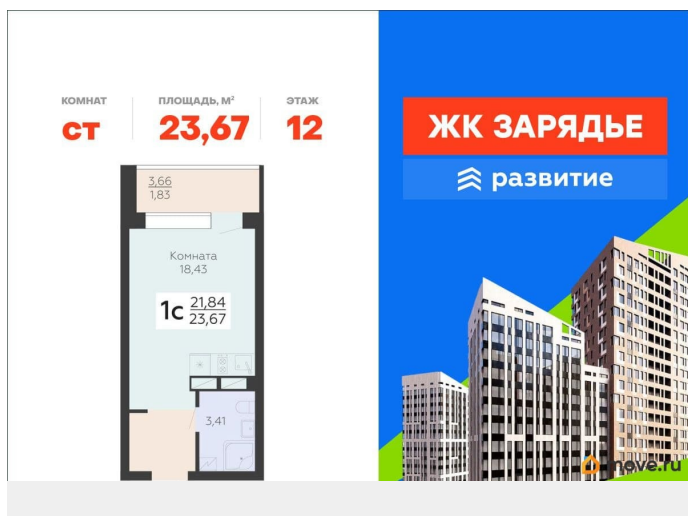 КОМНАТ
ПЛОЩАДЬ, М²
ЭТАЖ
СТ
23,67
12
3,66
1,83
Комната
18,43
1с
21,84
23,67
3,41
ЖК ЗАРЯДЬЕ
развитие
move.ru